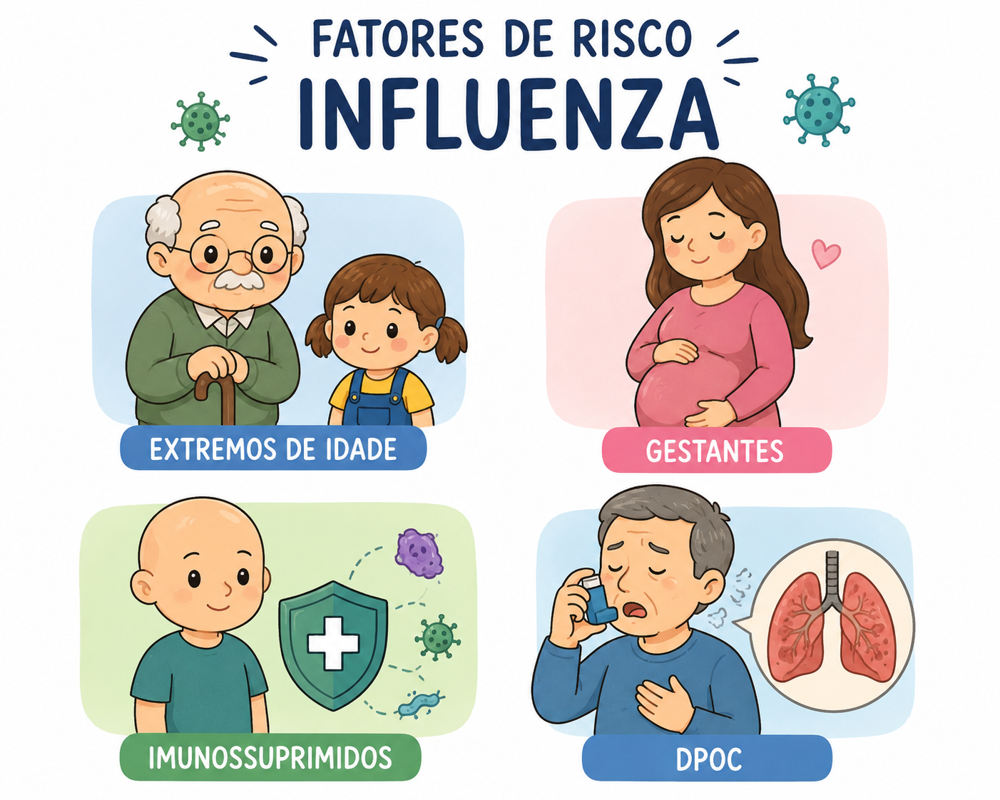 FATORES DE RISCO
INFLUENZA
EXTREMOS DE IDADE
GESTANTES
IMUNOSSUPRIMIDOS
DPOC